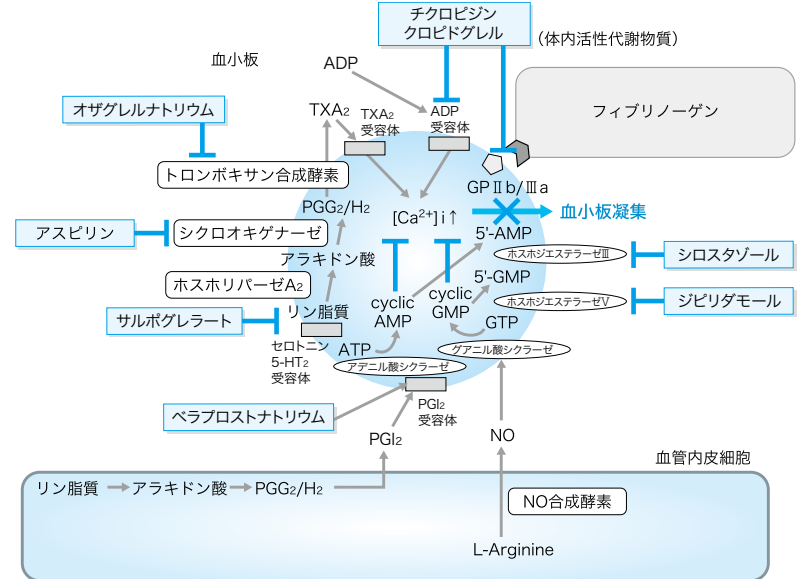 チクロピジン
クロピドグレル
（体内活性代謝物質）
血小板
ADP
フィブリノーゲン
オザグレルナトリウム
TXA2
TXA2
受容体
ADP
受容体
トロンボキサン合成酵素
GPⅡb/Ⅲa
PGG2/H2
[Ca2+]i↑
血小板凝集
アスピリン
シクロオキゲナーゼ
5'-AMP
ホスホジエステラーゼⅢ
シロスタゾール
アラキドン酸
ホスホリパーゼA2
5'-GMP
cyclic
AMP
cyclic
GMP
ホスホジエステラーゼⅤ
ジピリダモール
リン脂質
サルポグレラート
GTP
セロトニン
5-HT2
受容体
ATP
グアニル酸シクラーゼ
アデニル酸シクラーゼ
ベラプロストナトリウム
PGI2
受容体
PGI2
NO
血管内皮細胞
リン脂質
アラキドン酸
PGG2/H2
NO合成酵素
L-Arginine